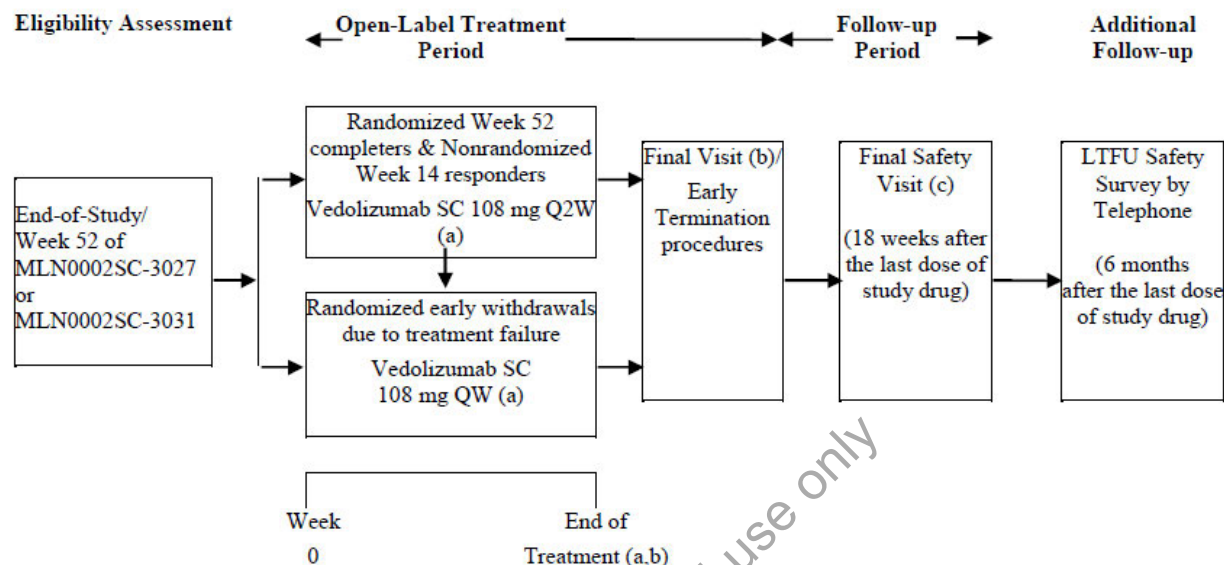 Eligibility Assessment
Open-Label Treatment
Period
Follow-up
Period
Additional
Follow-up
End-of-Study/
Week 52 of
MLN0002SC-3027
or
MLN0002SC-3031
Randomized Week 52
completers & Nonrandomized
Week 14 responders
Vedolizumab SC 108 mg Q2W
(a)
Randomized early withdrawals
due to treatment failure
Vedolizumab SC
108 mg QW (a)
Final Visit (b)/
Early
Termination
procedures
Final Safety
Visit (c)
(18 weeks after
the last dose of
study drug)
LTFU Safety
Survey by
Telephone
(6 months
after the last dose
of study drug)
Week
0
End of
Treatment (a,b)
use only